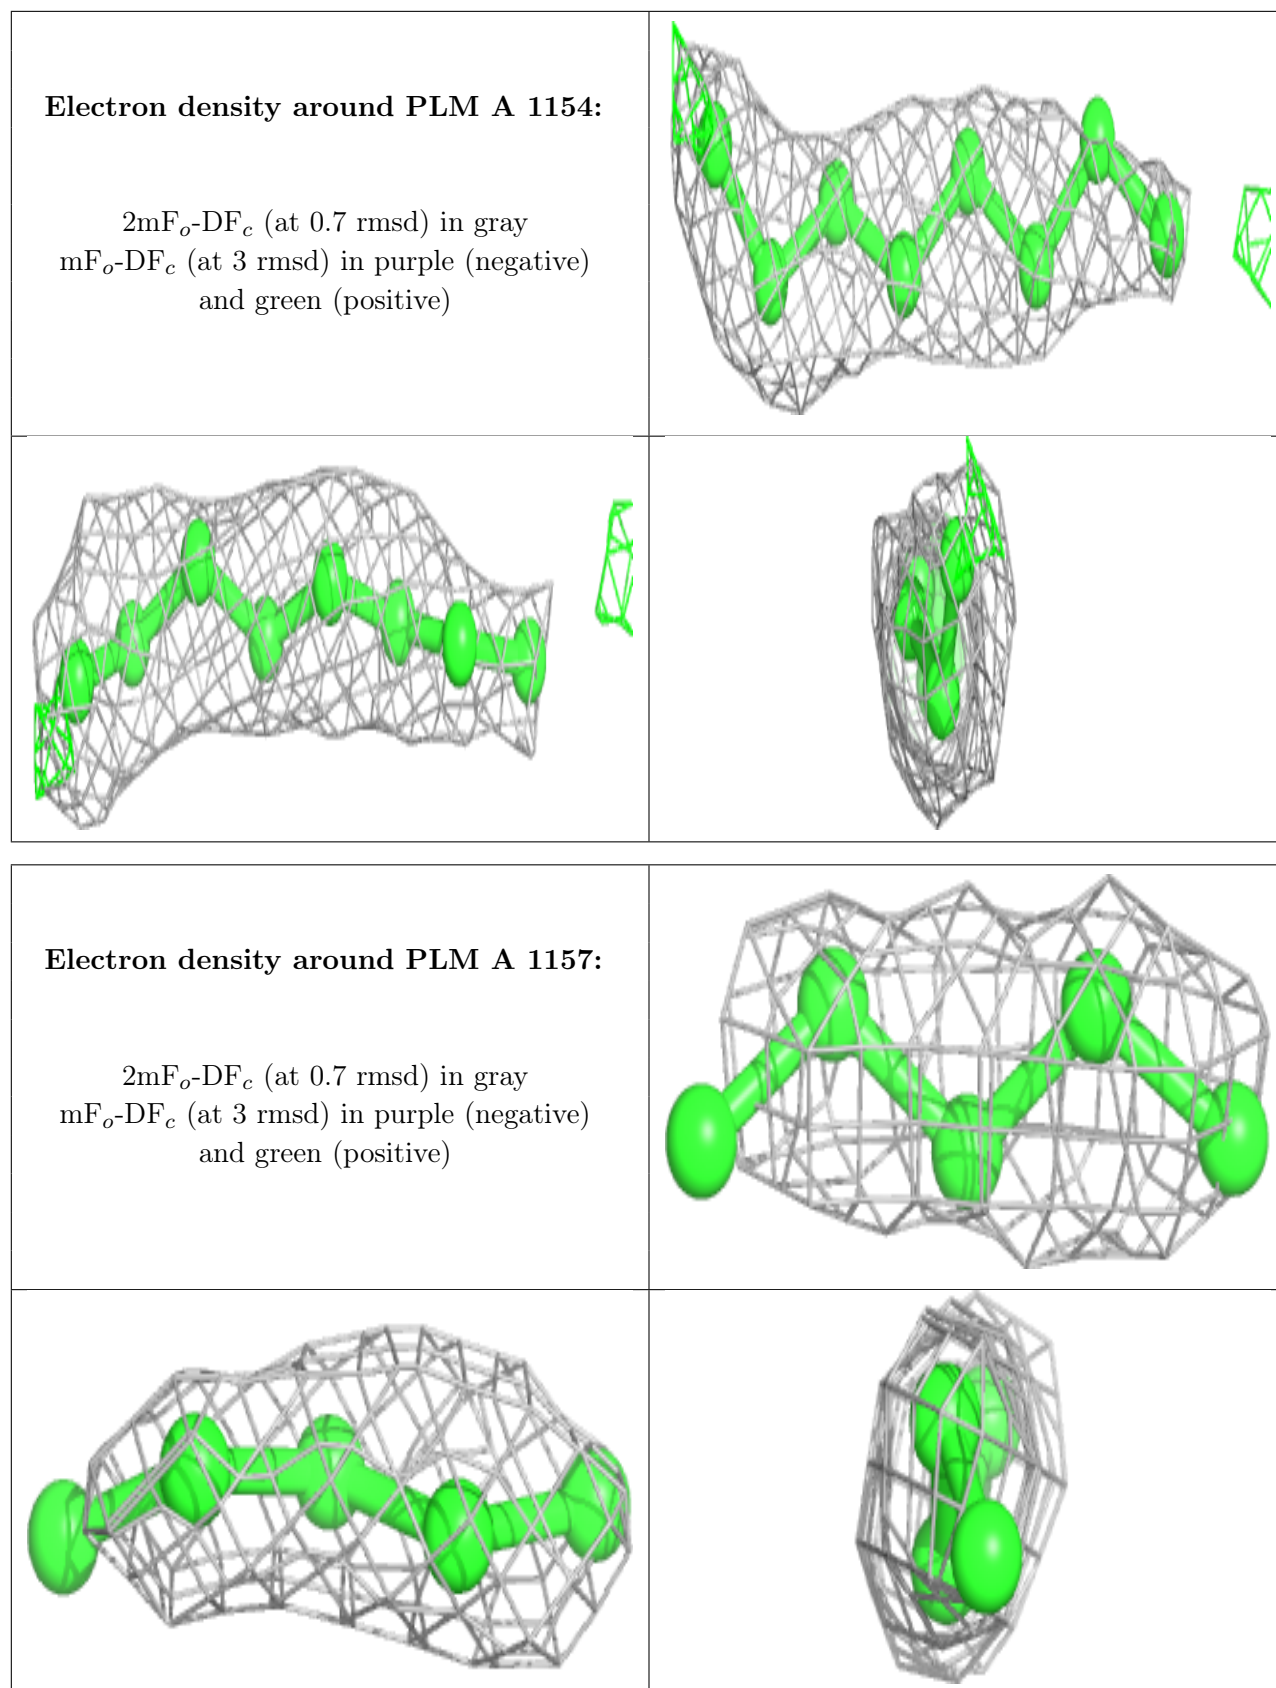 Electron density around PLM A 1154:
2mFo-DFc (at 0.7 rmsd) in gray
mFo-DFc (at 3 rmsd) in purple (negative)
and green (positive)
Electron density around PLM A 1157:
2mFo-DFc (at 0.7 rmsd) in gray
mFo-DFc (at 3 rmsd) in purple (negative)
and green (positive)